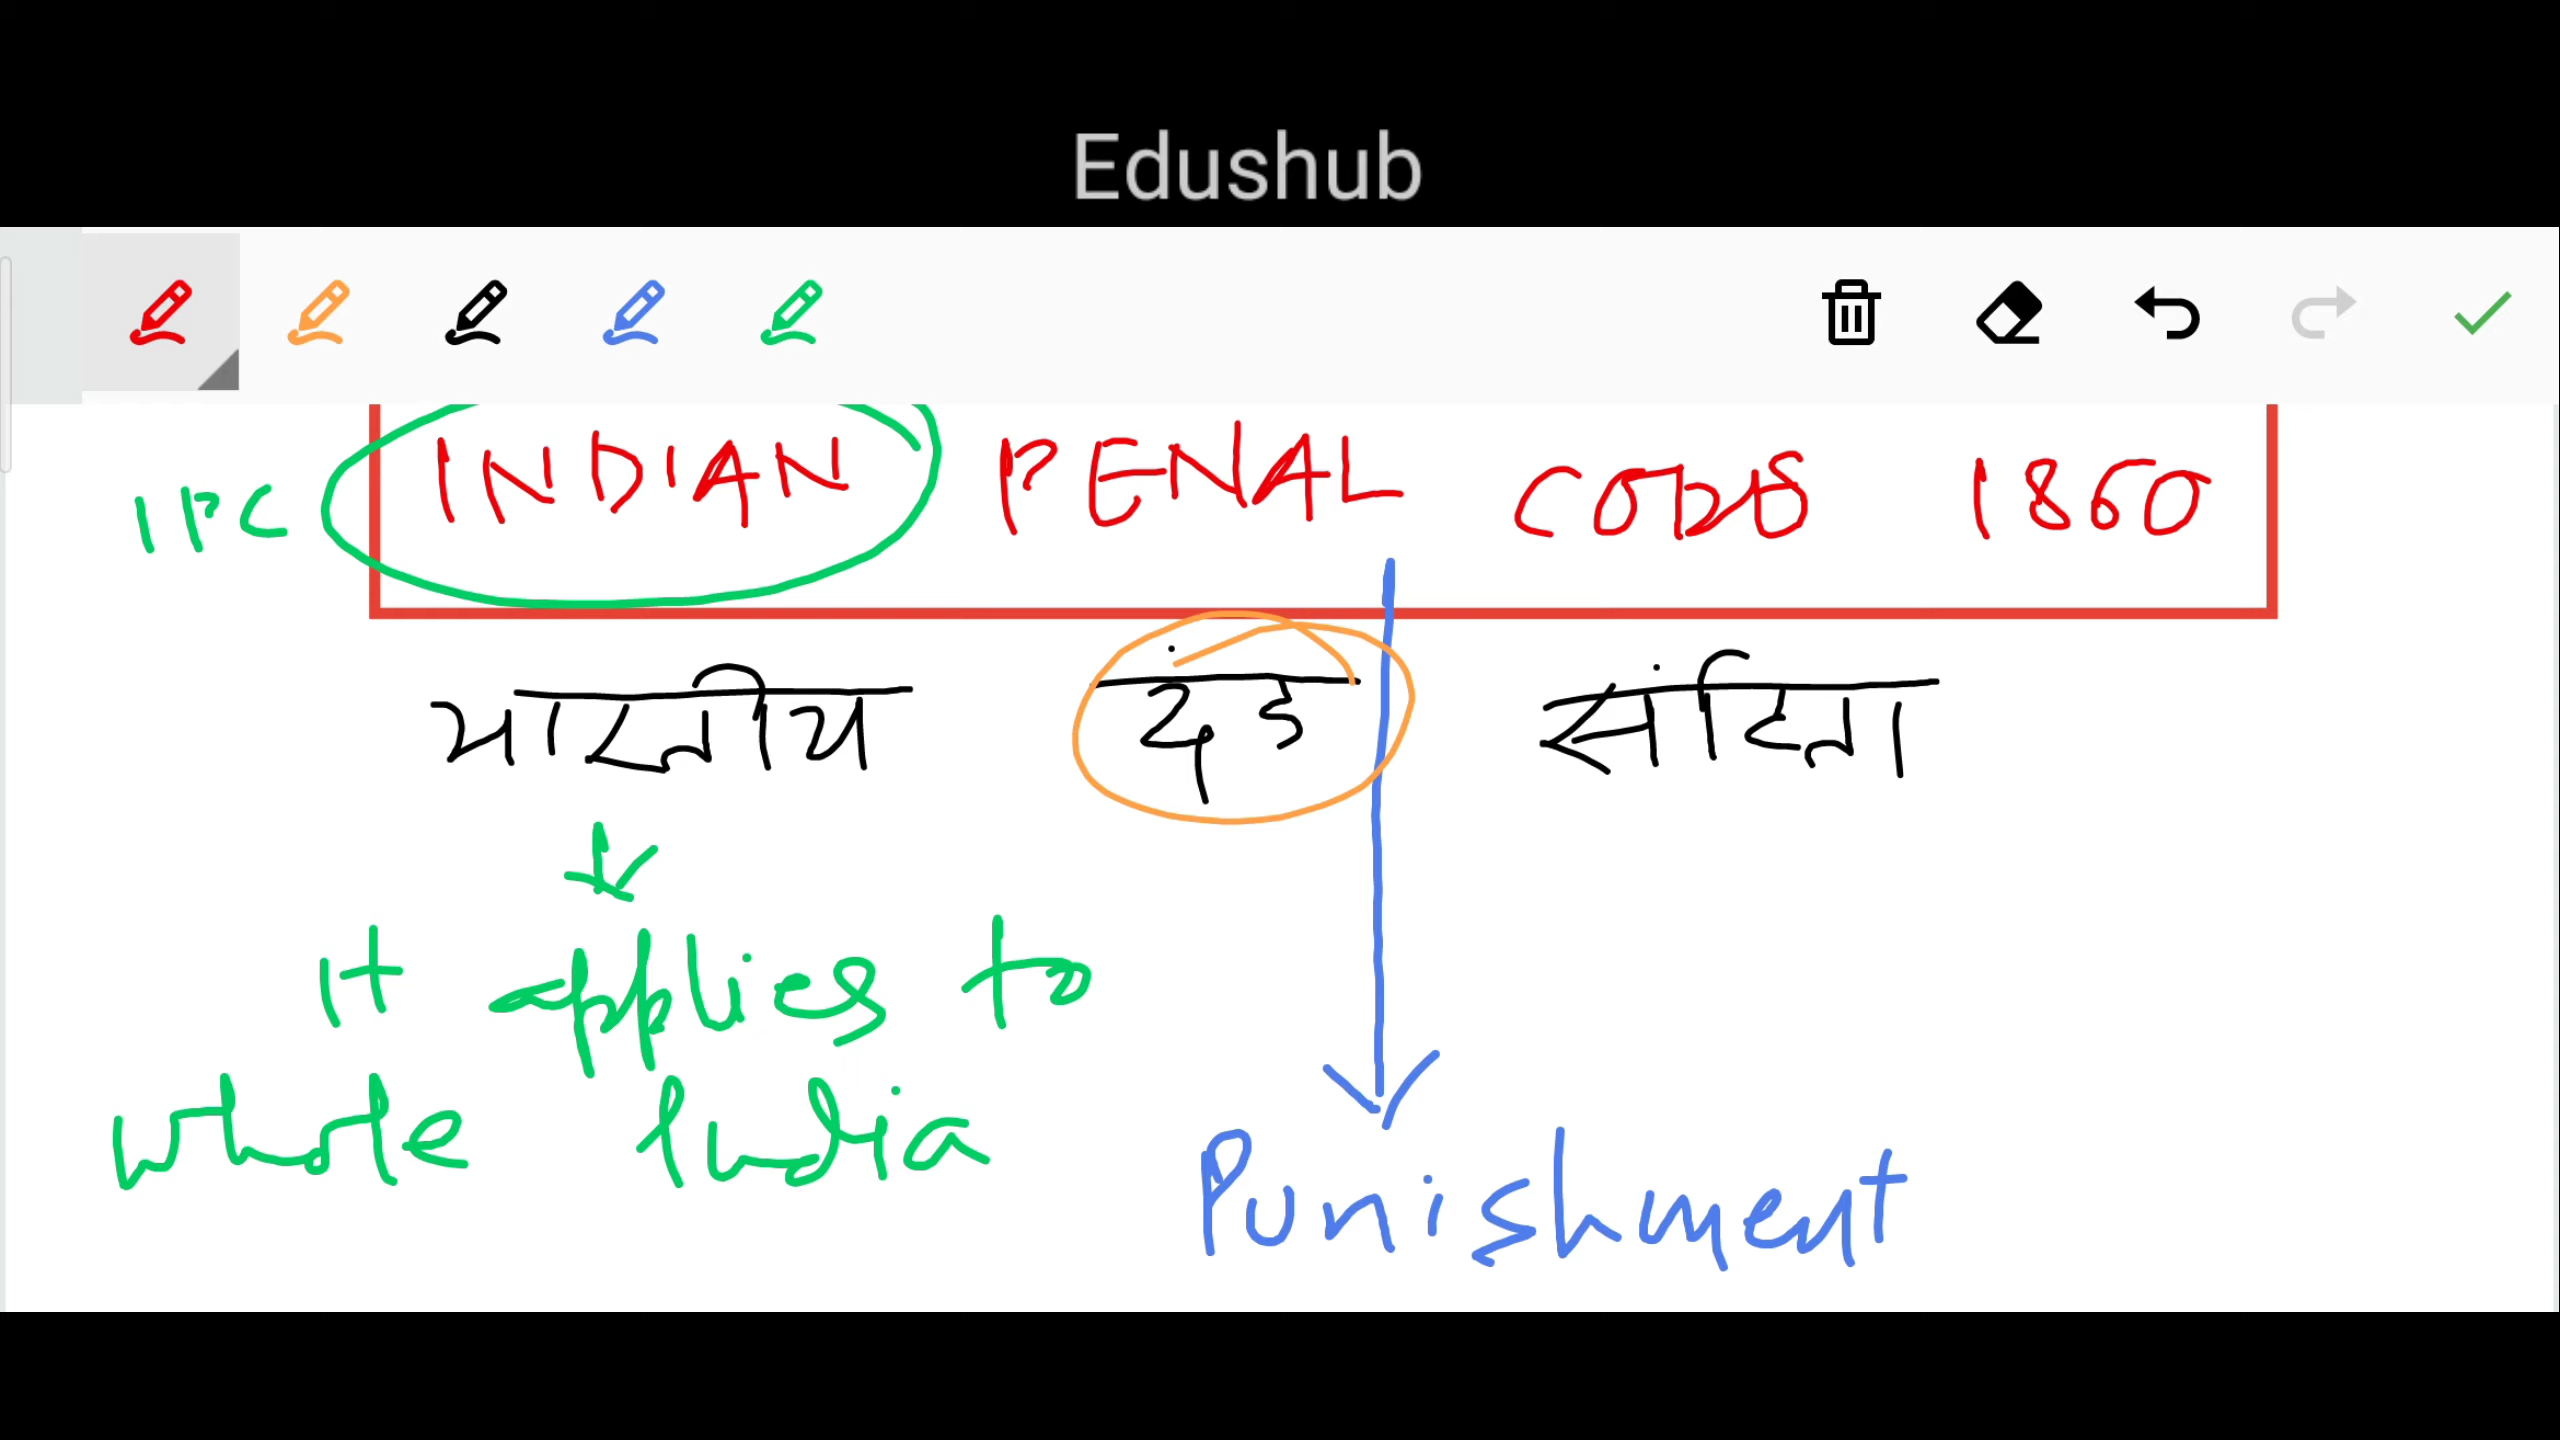 Edushub
IPC INDIAN PENAL CODE 1860
भारतीय दंड संहिता
It applies to
whole India
Punishment